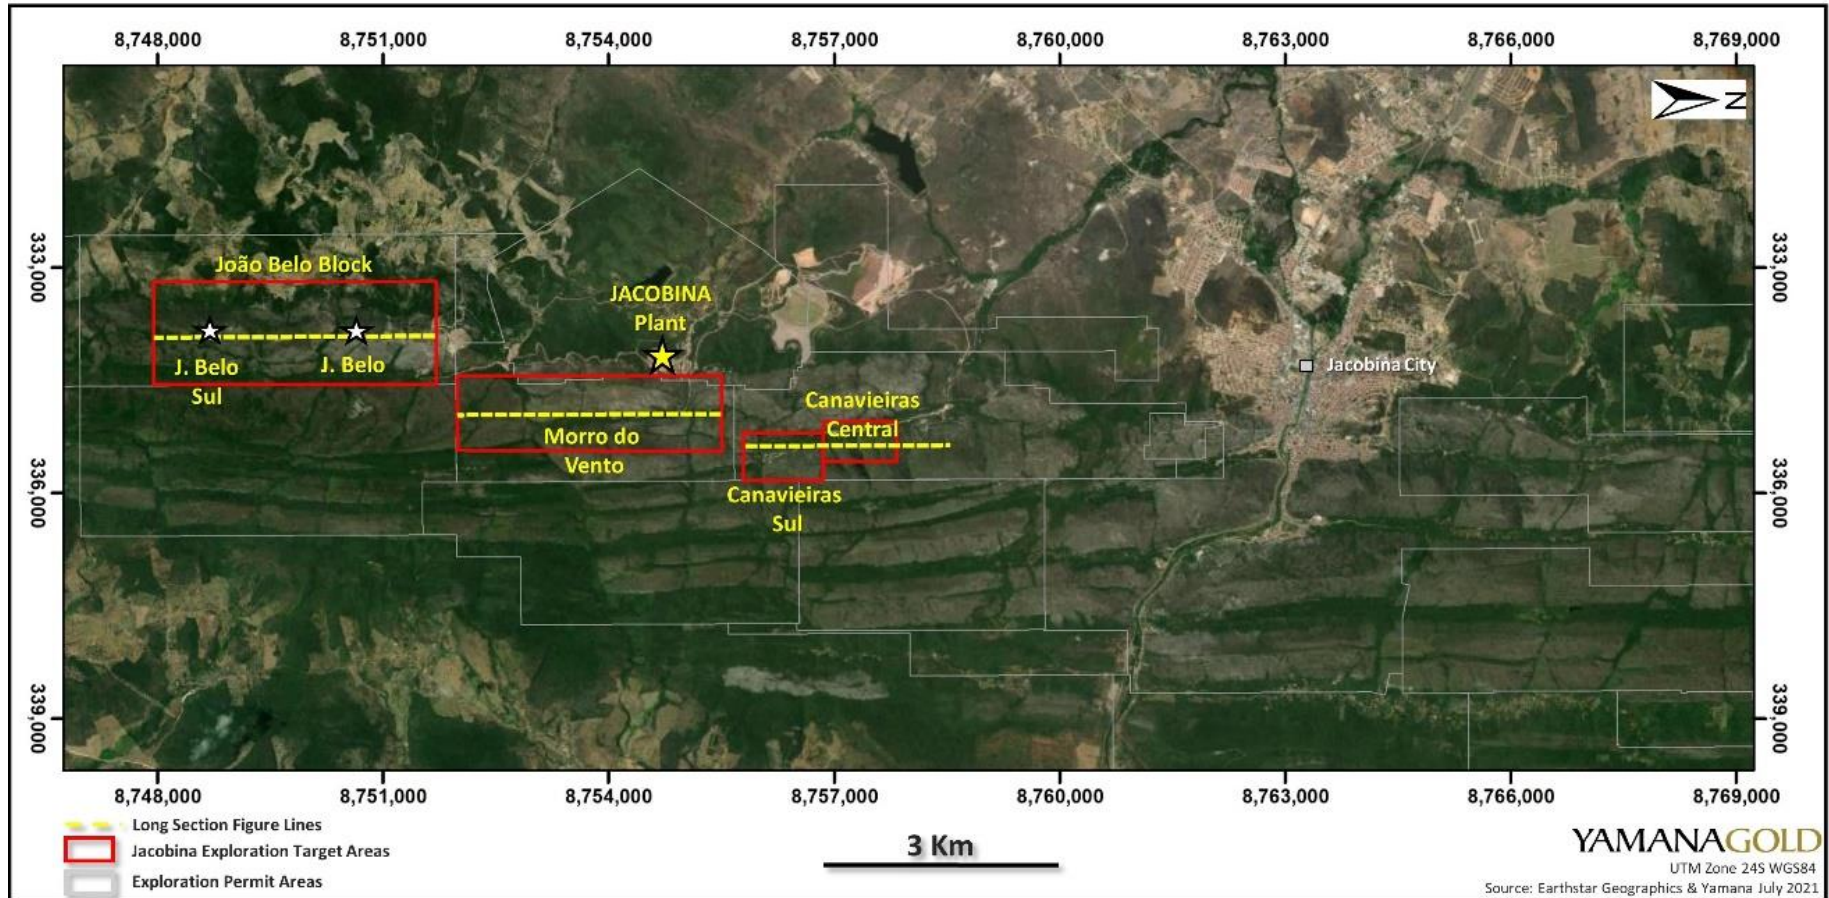 8,748,000 8,751,000 8,754,000 8,757,000 8,760,000 8,763,000 8,766,000 8,769,000
N
333,000 333,000
João Belo Block
J. Belo
Sul
J. Belo
JACOBINA
Plant
Morro do
Vento
Canavieiras
Central
Canavieiras
Sul
Jacobina City
336,000 336,000
339,000 339,000
8,748,000 8,751,000 8,754,000 8,757,000 8,760,000 8,763,000 8,766,000 8,769,000
Long Section Figure Lines
Jacobina Exploration Target Areas
Exploration Permit Areas
3 Km
YAMANAGOLD
UTM Zone 24S WGS84
Source: Earthstar Geographics & Yamana July 2021